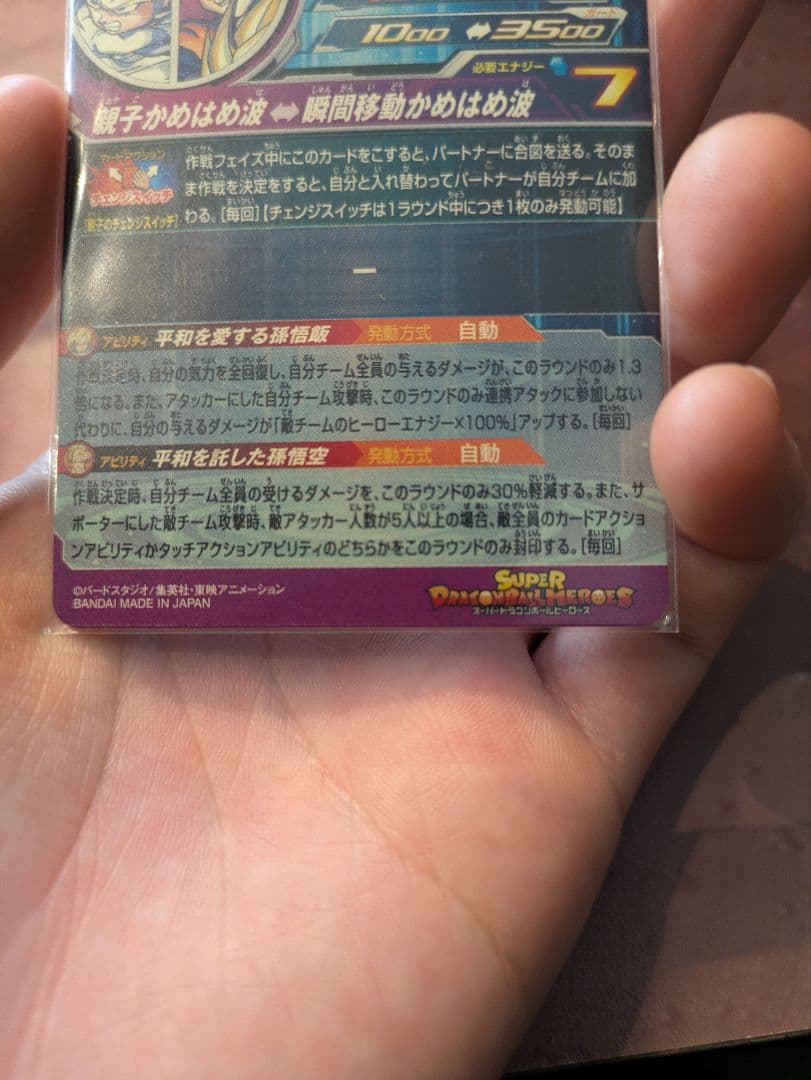 ガード
1000 ⇔ 3500
必要エナジー 7
親子かめはめ波⇔瞬間移動かめはめ波
カードアクション
チェンジスイッチ
[親子のチェンジスイッチ]
作戦フェイズ中にこのカードをこすると、パートナーに合図を送る。そのま
ま作戦を決定をすると、自分と入れ替わってパートナーが自分チームに加
わる。[毎回]【チェンジスイッチは1ラウンド中につき1枚のみ発動可能】
ー
アビリティ 平和を愛する孫悟飯 発動方式 自動
作戦決定時、自分の気力を全回復し、自分チーム全員の与えるダメージが、このラウンドのみ1.3
倍になる。また、アタッカーにした自分チーム攻撃時、このラウンドのみ連携アタックに参加しない
代わりに、自分の与えるダメージが「敵チームのヒーローエナジー×100%」アップする。[毎回]
アビリティ 平和を託した孫悟空 発動方式 自動
作戦決定時、自分チーム全員の受けるダメージを、このラウンドのみ30%軽減する。また、サ
ポーターにした敵チーム攻撃時、敵アタッカー人数が5人以上の場合、敵全員のカードアクショ
ンアビリティかタッチアクションアビリティのどちらかをこのラウンドのみ封印する。[毎回]
©バードスタジオ/集英社・東映アニメーション
BANDAI MADE IN JAPAN
SUPER
DRAGONBALL HEROES
スーパードラゴンボールヒーローズ